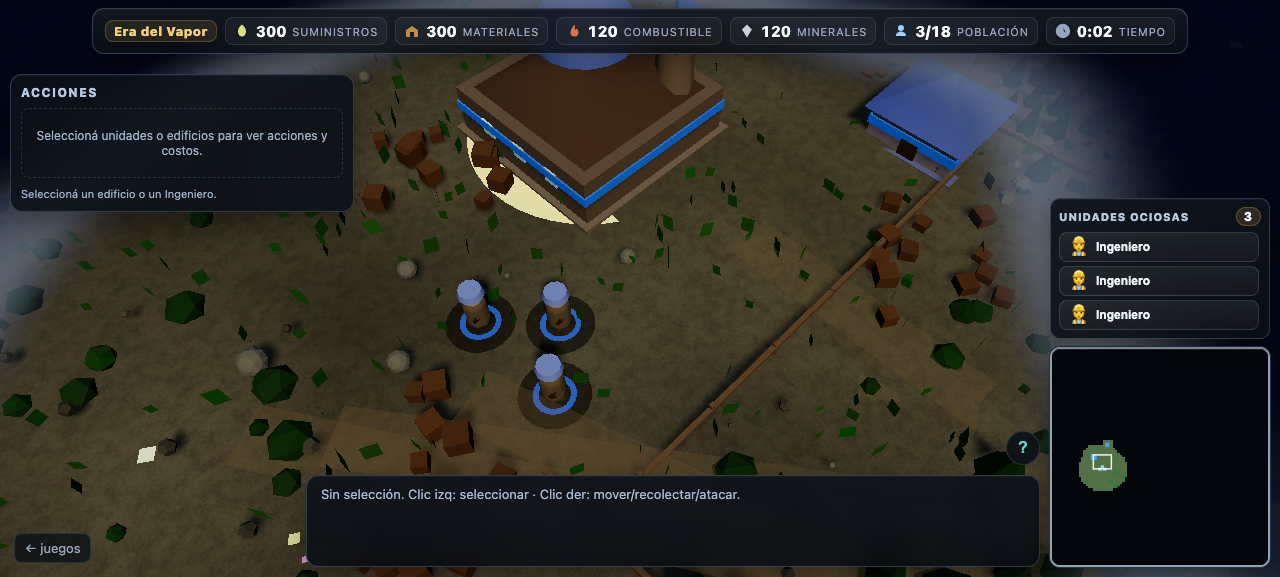 Era del Vapor
300 SUMINISTROS
300 MATERIALES
120 COMBUSTIBLE
120 MINERALES
3/18 POBLACIÓN
0:02 TIEMPO
ACCIONES
Seleccioná unidades o edificios para ver acciones y
costos.
Seleccioná un edificio o un Ingeniero.
UNIDADES OCIOSAS
3
Ingeniero
Ingeniero
Ingeniero
?
Sin selección. Clic izq: seleccionar · Clic der: mover/recolectar/atacar.
← juegos